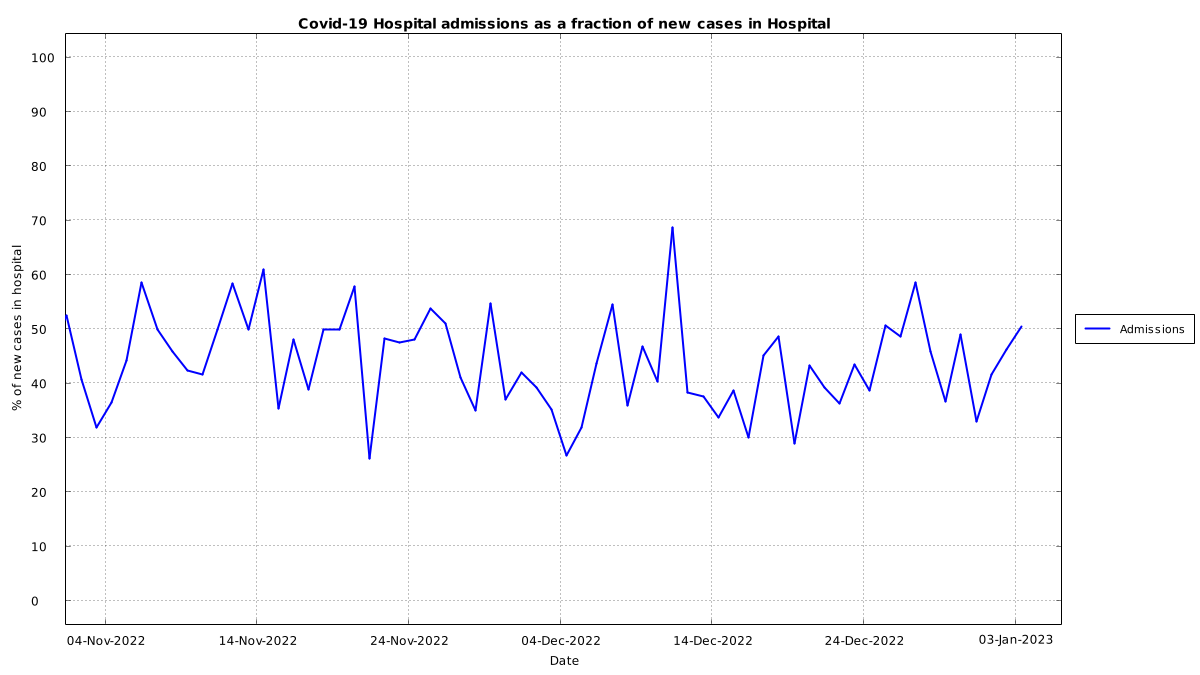 Covid-19 Hospital admissions as a fraction of new cases in Hospital
100
90
80
70
60
50
40
30
20
10
0
% of new cases in hospital
Admissions
04-Nov-2022 14-Nov-2022 24-Nov-2022 04-Dec-2022 14-Dec-2022 24-Dec-2022 03-Jan-2023
Date